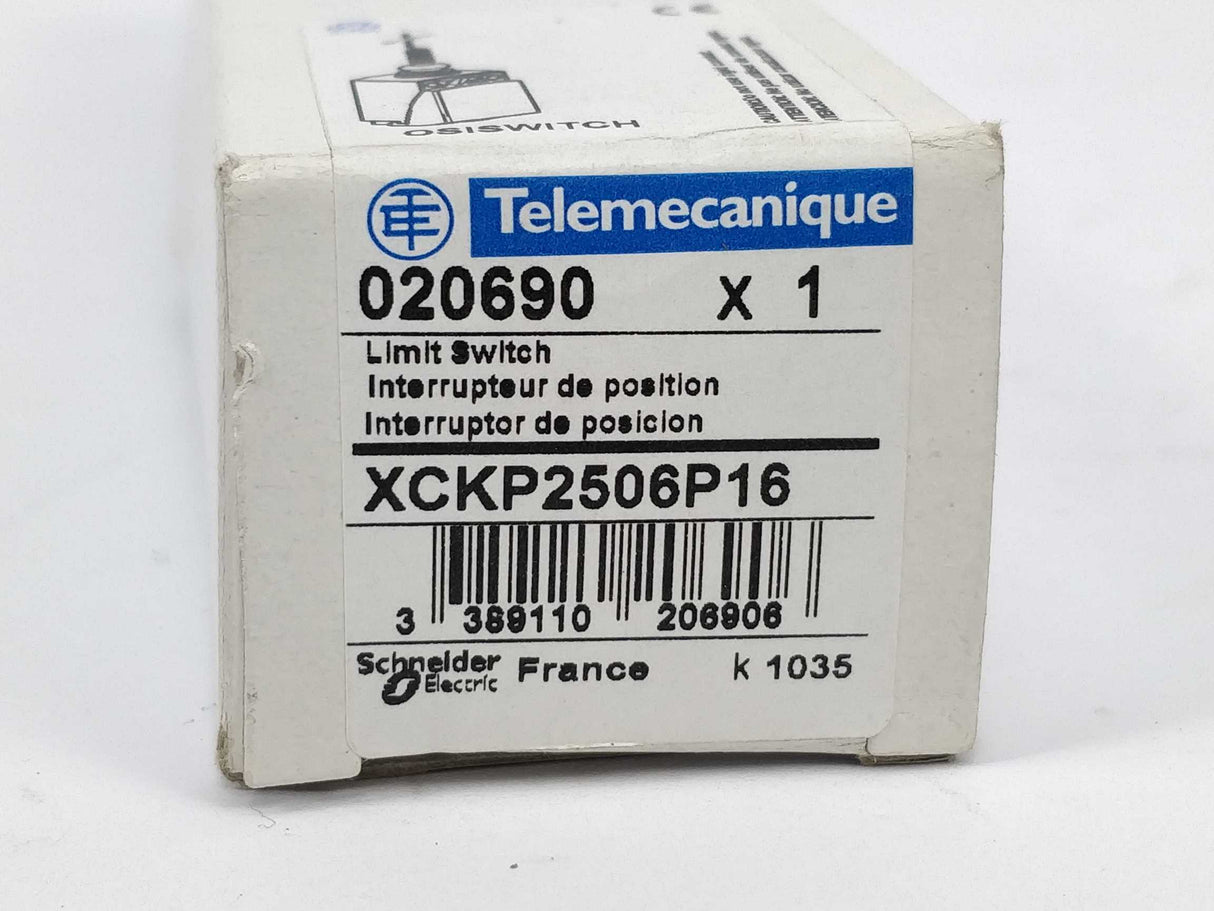 CE
OSISWITCH
Telemecanique
020690 X 1
Limit Switch
Interrupteur de position
Interruptor de posicion
XCKP2506P16
3 389110 206906
Schneider Electric France k 1035